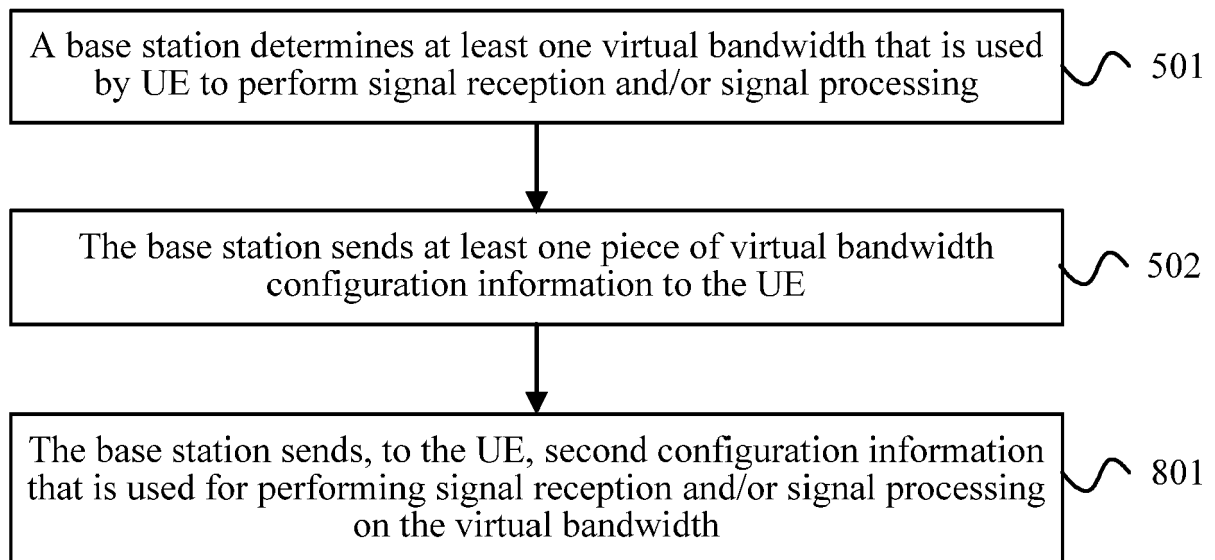 A base station determines at least one virtual bandwidth that is used
by UE to perform signal reception and/or signal processing
501
The base station sends at least one piece of virtual bandwidth
configuration information to the UE
502
The base station sends, to the UE, second configuration information
that is used for performing signal reception and/or signal processing
on the virtual bandwidth
801